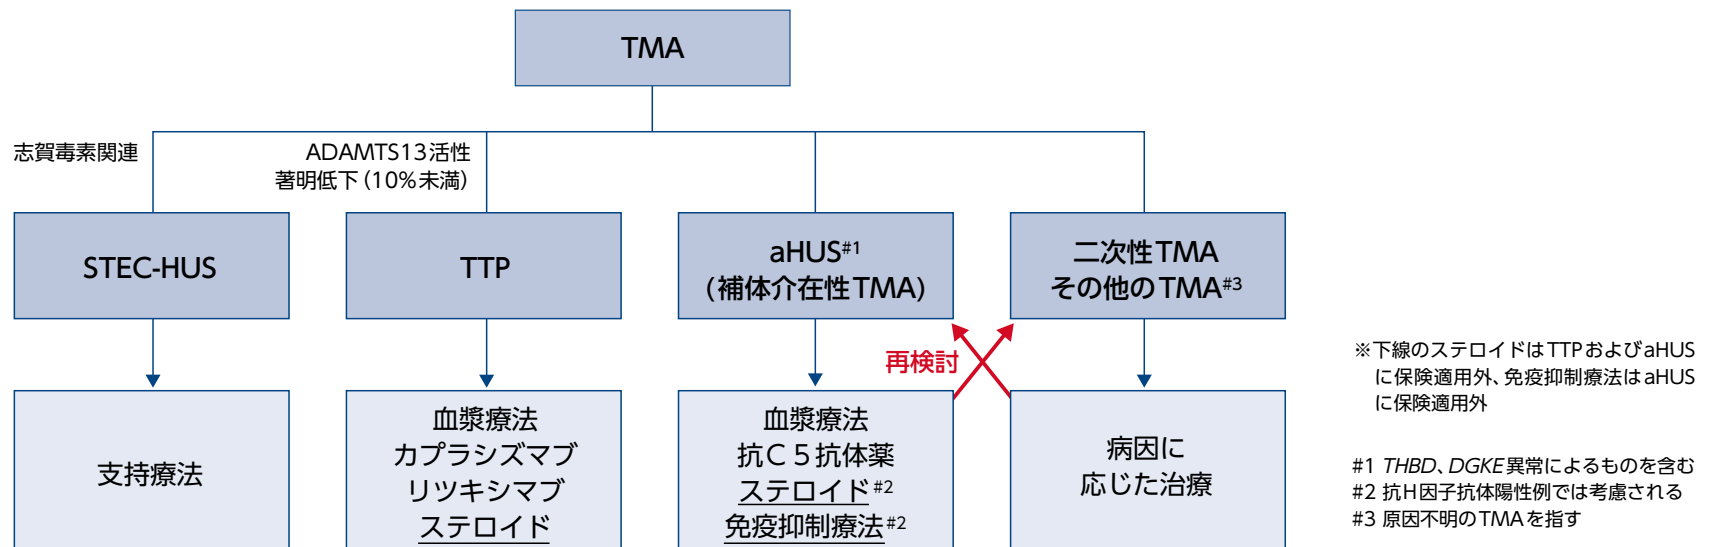 TMA
志賀毒素関連
ADAMTS13活性
著明低下(10%未満)
STEC-HUS
TTP
aHUS#1
(補体介在性TMA)
二次性TMA
その他のTMA#3
再検討
支持療法
血漿療法
カプラシズマブ
リツキシマブ
ステロイド
血漿療法
抗C5抗体薬
ステロイド#2
免疫抑制療法#2
病因に
応じた治療
※下線のステロイドはTTPおよびaHUS
に保険適用外、免疫抑制療法はaHUS
に保険適用外
#1 THBD、DGKE異常によるものを含む
#2 抗H因子抗体陽性例では考慮される
#3 原因不明のTMAを指す